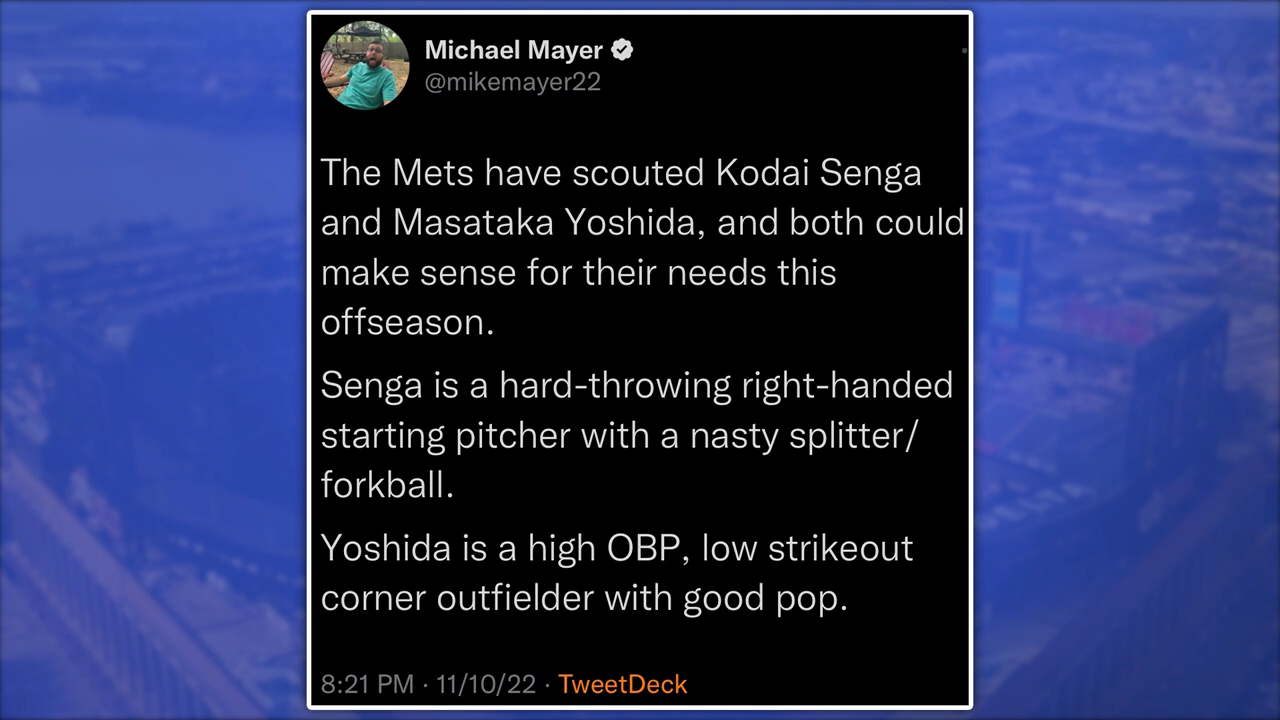 Michael Mayer
@mikemayer22
The Mets have scouted Kodai Senga
and Masataka Yoshida, and both could
make sense for their needs this
offseason.
Senga is a hard-throwing right-handed
starting pitcher with a nasty splitter/
forkball.
Yoshida is a high OBP, low strikeout
corner outfielder with good pop.
8:21 PM · 11/10/22 · TweetDeck